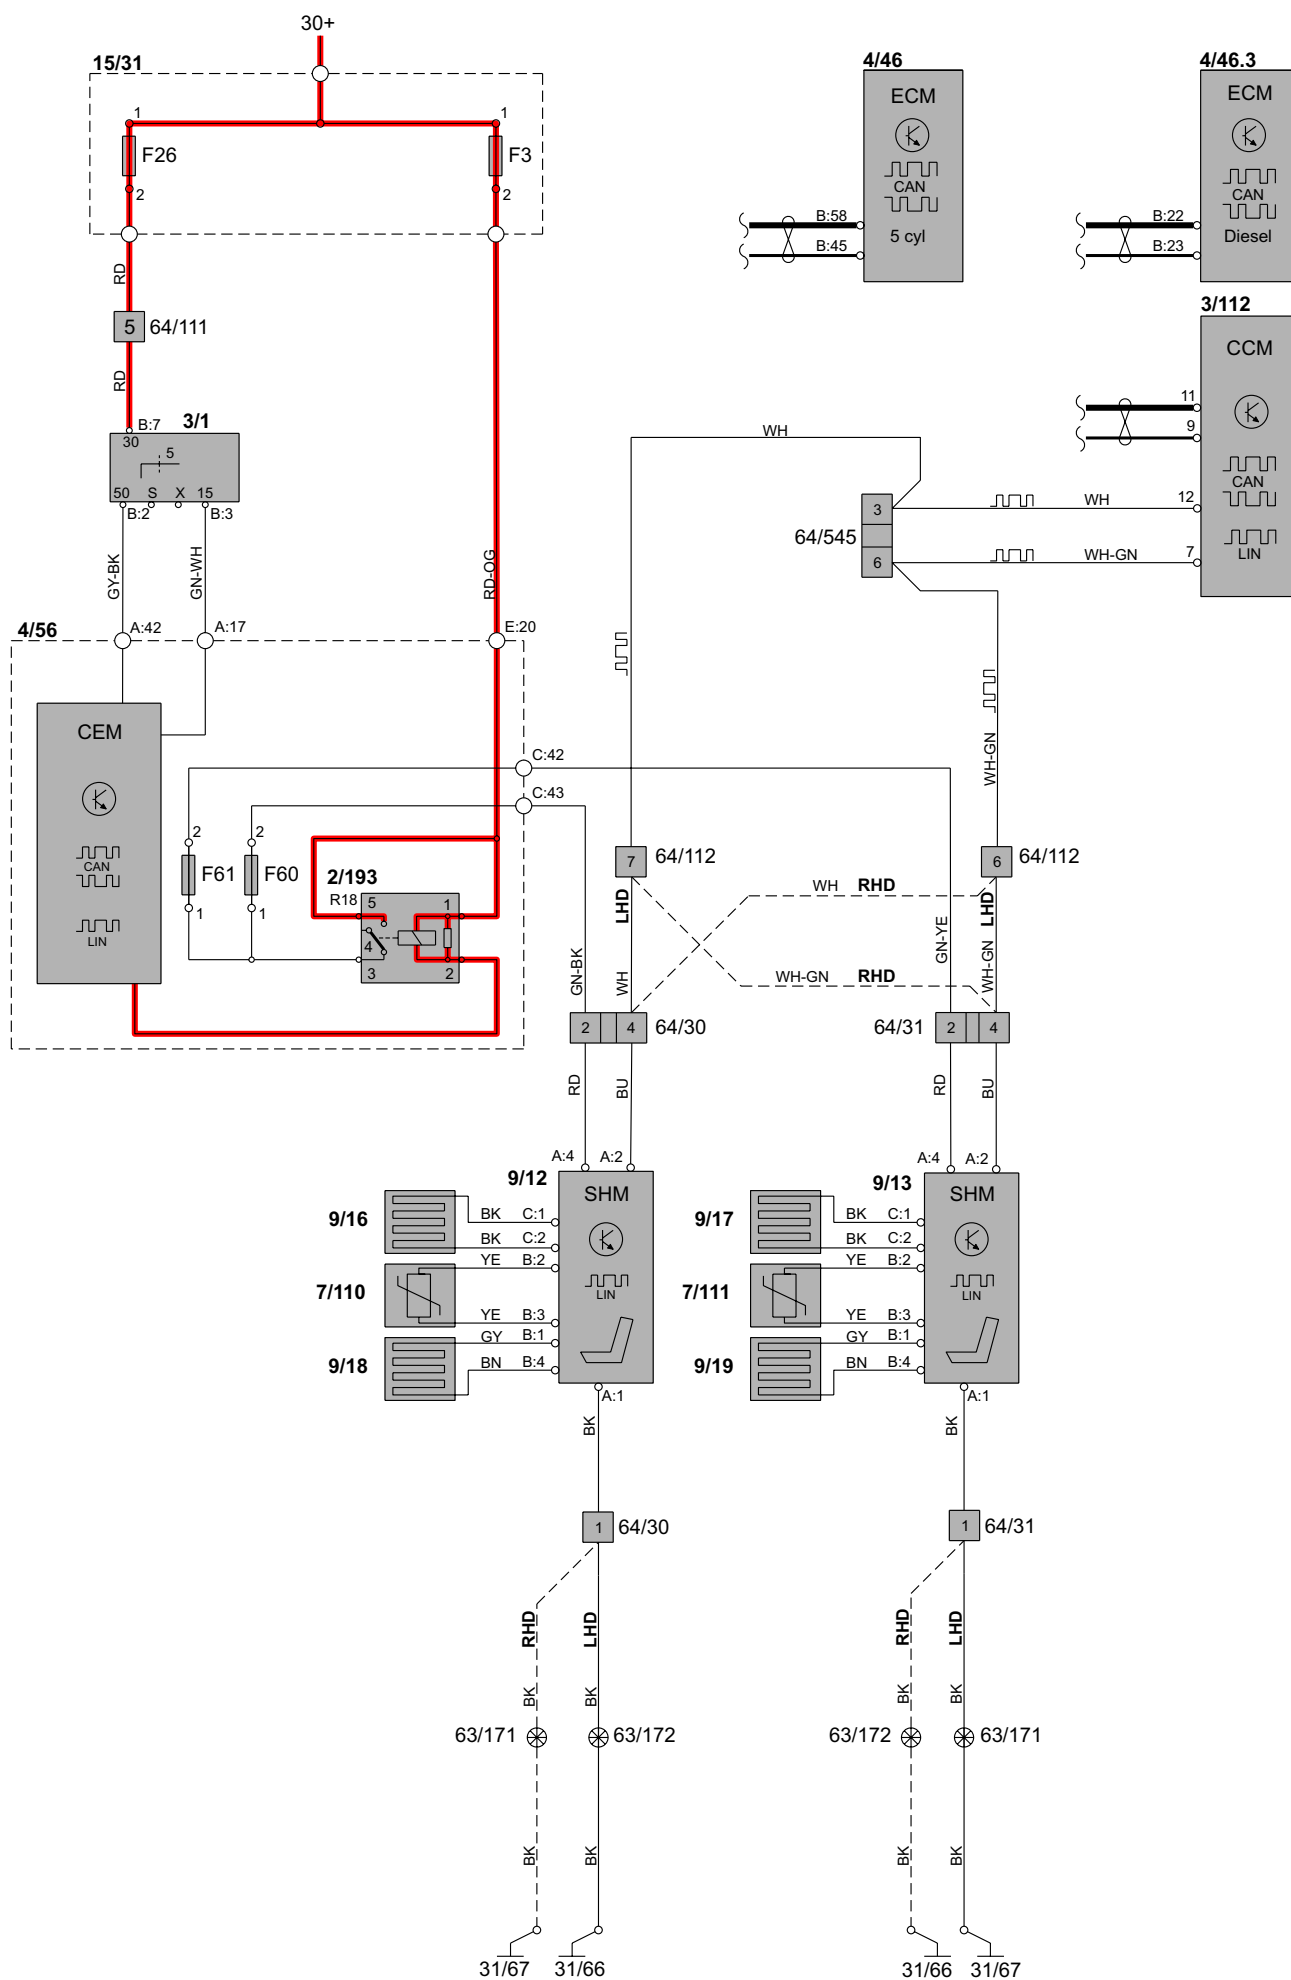 30+
15/31
1
1
F26
F3
2
2
RD
5
64/111
RD
B:7
3/1
30
5
50
S
X
15
B:2
B:3
GY-BK
GN-WH
RD-OG
4/56
A:42
A:17
E:20
CEM
CAN
LIN
C:42
C:43
2
2
F61
F60
1
1
2/193
R18
5
1
4
3
2
4/46
ECM
CAN
B:58
B:45
5 cyl
4/46.3
ECM
CAN
B:22
B:23
Diesel
3/112
CCM
11
9
CAN
12
WH
LIN
7
WH-GN
WH
3
64/545
6
WH-GN
7
64/112
6
64/112
LHD
WH
RHD
GN-YE
LHD
GN-BK
WH
WH-GN
RHD
WH-GN
2
4
64/30
64/31
2
4
RD
BU
RD
BU
A:4
A:2
A:4
A:2
9/12
SHM
9/13
SHM
9/16
BK
C:1
BK
C:2
9/17
BK
C:1
BK
C:2
YE
B:2
YE
B:2
7/110
LIN
7/111
LIN
YE
B:3
YE
B:3
GY
B:1
GY
B:1
9/18
BN
B:4
9/19
BN
B:4
A:1
A:1
BK
BK
1
64/30
1
64/31
RHD
LHD
RHD
LHD
BK
BK
BK
BK
63/171
63/172
63/172
63/171
BK
BK
BK
BK
31/67
31/66
31/66
31/67